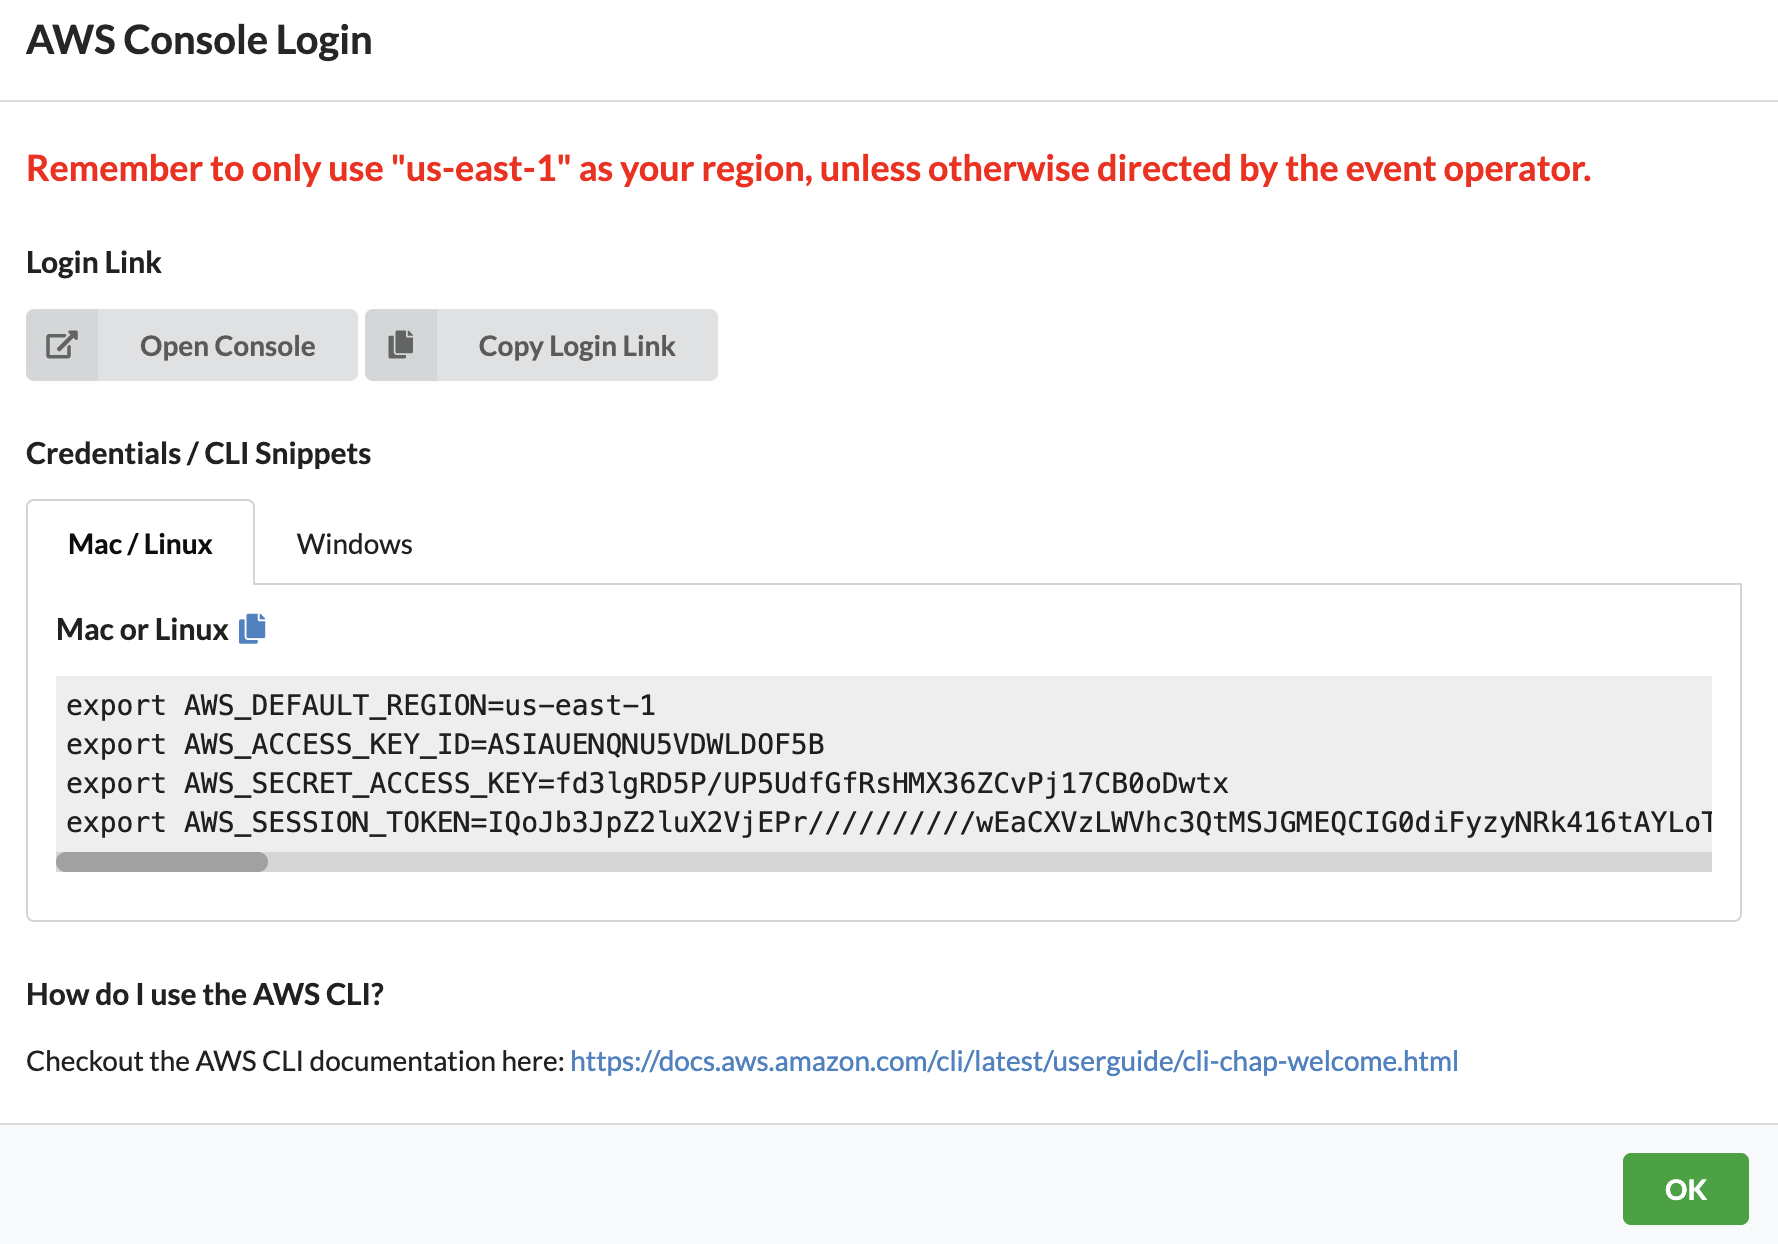 AWS Console Login
Remember to only use "us-east-1" as your region, unless otherwise directed by the event operator.
Login Link
Open Console
Copy Login Link
Credentials / CLI Snippets
Mac / Linux
Windows
Mac or Linux
export AWS_DEFAULT_REGION=us-east-1
export AWS_ACCESS_KEY_ID=ASIAUENQNU5VDWLDOF5B
export AWS_SECRET_ACCESS_KEY=fd3lgRD5P/UP5UdfGfRsHMX36ZCvPj17CB0oDwtx
export AWS_SESSION_TOKEN=IQoJb3JpZ2luX2VjEPr//////////wEaCXVzLWVhc3QtMSJGMEQCIG0diFyzyNRk416tAYLoT
How do I use the AWS CLI?
Checkout the AWS CLI documentation here: https://docs.aws.amazon.com/cli/latest/userguide/cli-chap-welcome.html
OK